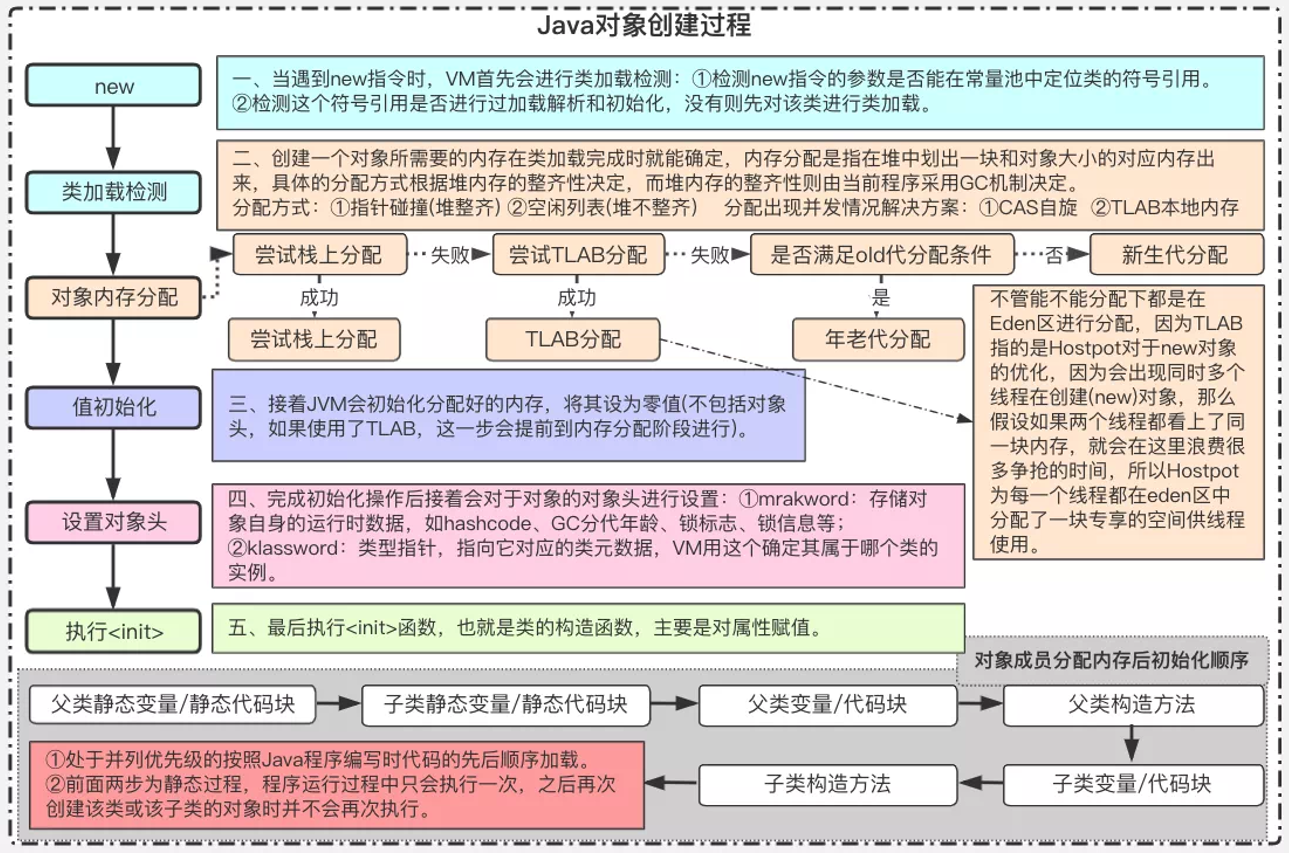 Java对象创建过程
new
一、当遇到new指令时，VM首先会进行类加载检测：①检测new指令的参数是否能在常量池中定位类的符号引用。
②检测这个符号引用是否进行过加载解析和初始化，没有则先对该类进行类加载。
类加载检测
二、创建一个对象所需要的内存在类加载完成时就能确定，内存分配是指在堆中划出一块和对象大小的对应内存出
来，具体的分配方式根据堆内存的整齐性决定，而堆内存的整齐性则由当前程序采用GC机制决定。
分配方式：①指针碰撞(堆整齐) ②空闲列表(堆不整齐) 分配出现并发情况解决方案：①CAS自旋 ②TLAB本地内存
对象内存分配
尝试栈上分配
失败
尝试TLAB分配
失败
是否满足old代分配条件
否
新生代分配
成功
成功
是
尝试栈上分配
TLAB分配
年老代分配
不管能不能分配下都是在
Eden区进行分配，因为TLAB
指的是Hostpot对于new对象
的优化，因为会出现同时多个
线程在创建(new)对象，那么
假设如果两个线程都看上了同
一块内存，就会在这里浪费很
多争抢的时间，所以Hostpot
为每一个线程都在eden区中
分配了一块专享的空间供线程
使用。
值初始化
三、接着JVM会初始化分配好的内存，将其设为零值(不包括对象
头，如果使用了TLAB，这一步会提前到内存分配阶段进行)。
设置对象头
四、完成初始化操作后接着会对于对象的对象头进行设置：①mrakword：存储对
象自身的运行时数据，如hashcode、GC分代年龄、锁标志、锁信息等；
②klassword：类型指针，指向它对应的类元数据，VM用这个确定其属于哪个类的
实例。
执行<init>
五、最后执行<init>函数，也就是类的构造函数，主要是对属性赋值。
对象成员分配内存后初始化顺序
父类静态变量/静态代码块
子类静态变量/静态代码块
父类变量/代码块
父类构造方法
子类变量/代码块
子类构造方法
①处于并列优先级的按照Java程序编写时代码的先后顺序加载。
②前面两步为静态过程，程序运行过程中只会执行一次，之后再次
创建该类或该子类的对象时并不会再次执行。